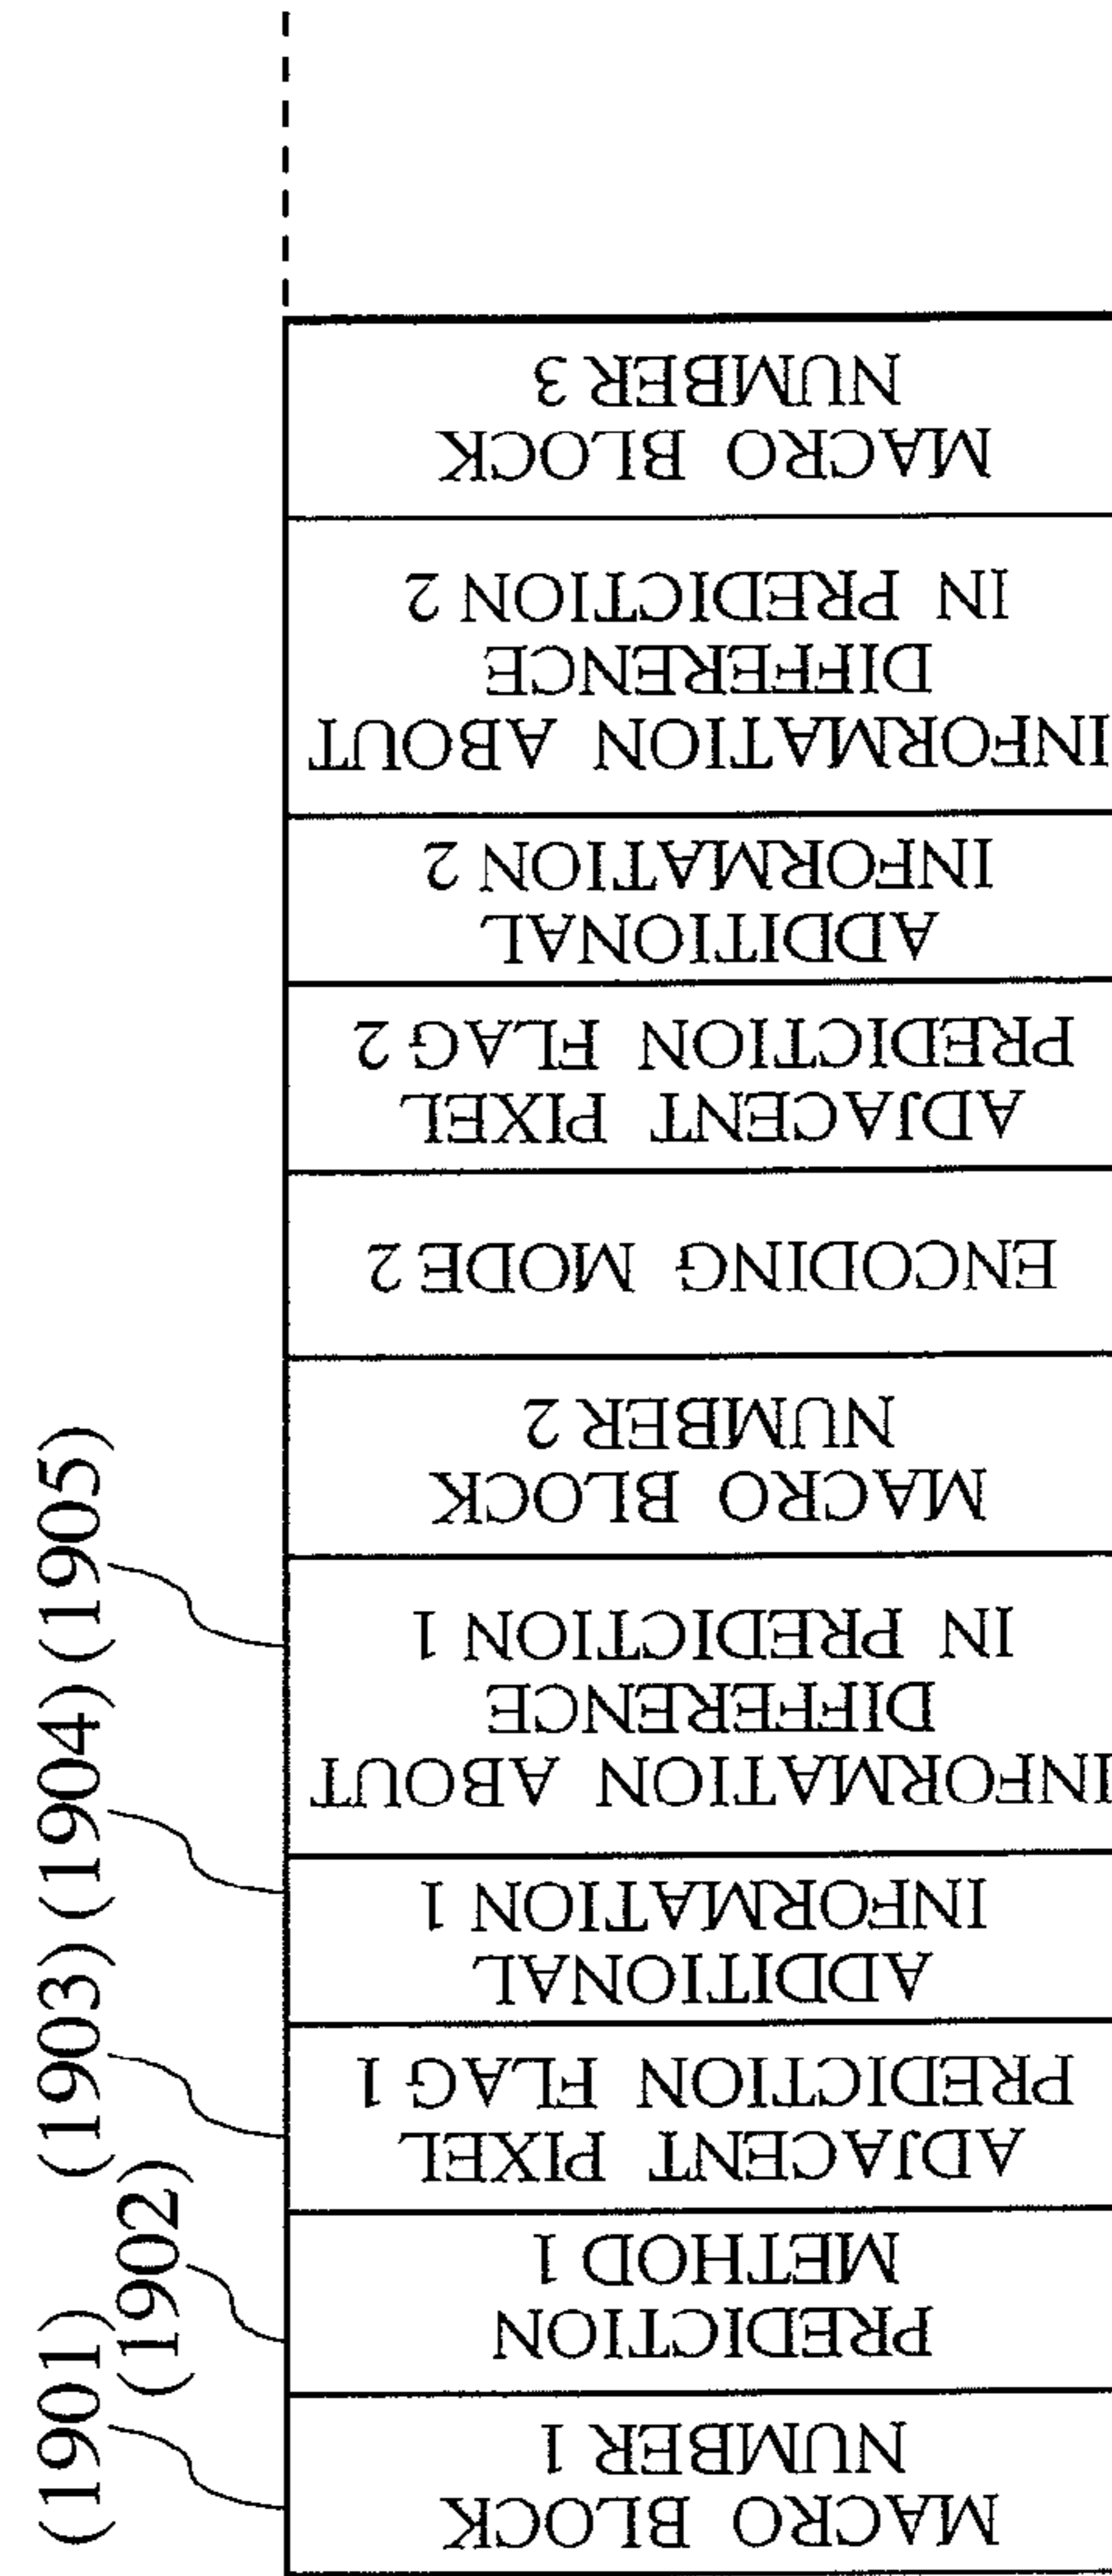 (1901)
(1902)
(1903)
(1904)
(1905)
MACRO BLOCK
NUMBER 1
PREDICTION
METHOD 1
ADJACENT PIXEL
PREDICTION FLAG 1
ADDITIONAL
INFORMATION 1
INFORMATION ABOUT
DIFFERENCE
IN PREDICTION 1
MACRO BLOCK
NUMBER 2
ENCODING MODE 2
ADJACENT PIXEL
PREDICTION FLAG 2
ADDITIONAL
INFORMATION 2
INFORMATION ABOUT
DIFFERENCE
IN PREDICTION 2
MACRO BLOCK
NUMBER 3